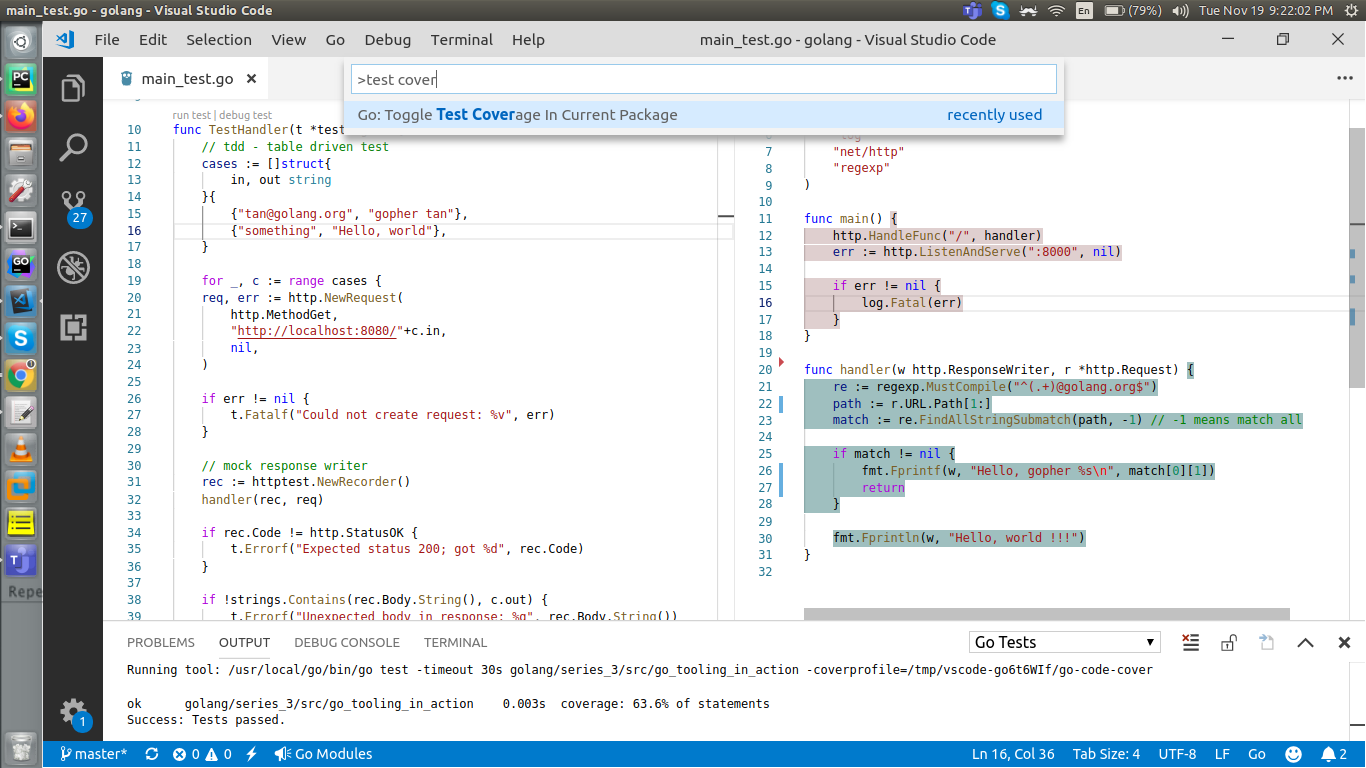 main_test.go - golang - Visual Studio Code
En
(79%)
Tue Nov 19 9:22:02 PM
File Edit Selection View Go Debug Terminal Help
main_test.go - golang - Visual Studio Code
main_test.go
>test cover
Go: Toggle Test Coverage In Current Package
recently used
run test | debug test
10 func TestHandler(t *test
11 // tdd - table driven test
12 cases := []struct{
13 in, out string
14 }{
15 {"tan@golang.org", "gopher tan"},
16 {"something", "Hello, world"},
17 }
18
19 for _, c := range cases {
20 req, err := http.NewRequest(
21 http.MethodGet,
22 "http://localhost:8080/"+c.in,
23 nil,
24 )
25
26 if err != nil {
27 t.Fatalf("Could not create request: %v", err)
28 }
29
30 // mock response writer
31 rec := httptest.NewRecorder()
32 handler(rec, req)
33
34 if rec.Code != http.StatusOK {
35 t.Errorf("Expected status 200; got %d", rec.Code)
36 }
37
38 if !strings.Contains(rec.Body.String(), c.out) {
39 t.Errorf("Unexpected body in response: %q", rec.Body.String())
7 "net/http"
8 "regexp"
9 )
10
11 func main() {
12 http.HandleFunc("/", handler)
13 err := http.ListenAndServe(":8000", nil)
14
15 if err != nil {
16 log.Fatal(err)
17 }
18 }
19
20 func handler(w http.ResponseWriter, r *http.Request) {
21 re := regexp.MustCompile("^(.+)@golang.org$")
22 path := r.URL.Path[1:]
23 match := re.FindAllStringSubmatch(path, -1) // -1 means match all
24
25 if match != nil {
26 fmt.Fprintf(w, "Hello, gopher %s\n", match[0][1])
27 return
28 }
29
30 fmt.Fprintln(w, "Hello, world !!!")
31 }
32
27
1
PC
GO
Repe
PROBLEMS OUTPUT DEBUG CONSOLE TERMINAL
Go Tests
Running tool: /usr/local/go/bin/go test -timeout 30s golang/series_3/src/go_tooling_in_action -coverprofile=/tmp/vscode-go6t6WIf/go-code-cover
ok golang/series_3/src/go_tooling_in_action 0.003s coverage: 63.6% of statements
Success: Tests passed.
master* 0 0 Go Modules
Ln 16, Col 36 Tab Size: 4 UTF-8 LF Go 2